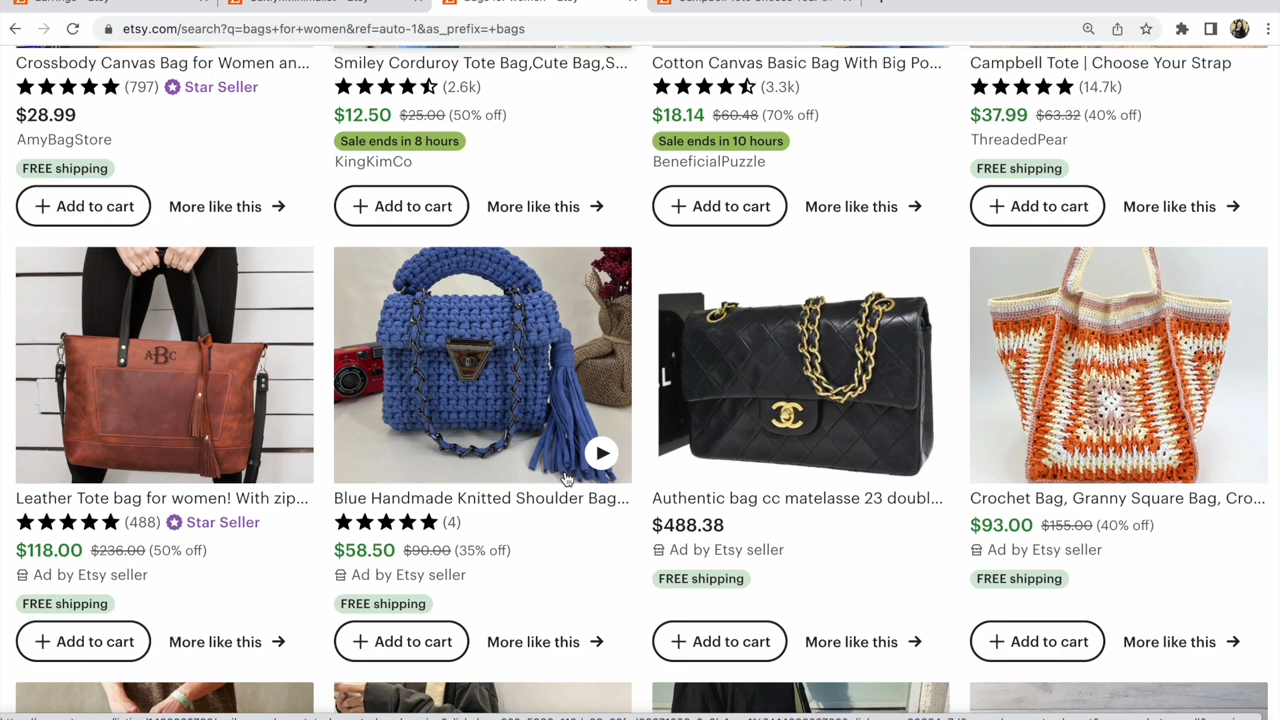 etsy.com/search?q=bags+for+women&ref=auto-1&as_prefix=+bags
Crossbody Canvas Bag for Women an...
(797) Star Seller
$28.99
AmyBagStore
FREE shipping
+ Add to cart
More like this →
Smiley Corduroy Tote Bag,Cute Bag,S...
(2.6k)
$12.50 $25.00 (50% off)
Sale ends in 8 hours
KingKimCo
+ Add to cart
More like this →
Cotton Canvas Basic Bag With Big Po...
(3.3k)
$18.14 $60.48 (70% off)
Sale ends in 10 hours
BeneficialPuzzle
+ Add to cart
More like this →
Campbell Tote | Choose Your Strap
(14.7k)
$37.99 $63.32 (40% off)
ThreadedPear
FREE shipping
+ Add to cart
More like this →
ABC
Leather Tote bag for women! With zip...
(488) Star Seller
$118.00 $236.00 (50% off)
Ad by Etsy seller
FREE shipping
+ Add to cart
More like this →
Blue Handmade Knitted Shoulder Bag...
(4)
$58.50 $90.00 (35% off)
Ad by Etsy seller
FREE shipping
+ Add to cart
More like this →
Authentic bag cc matelasse 23 doubl...
$488.38
Ad by Etsy seller
FREE shipping
+ Add to cart
More like this →
Crochet Bag, Granny Square Bag, Cro...
$93.00 $155.00 (40% off)
Ad by Etsy seller
FREE shipping
+ Add to cart
More like this →